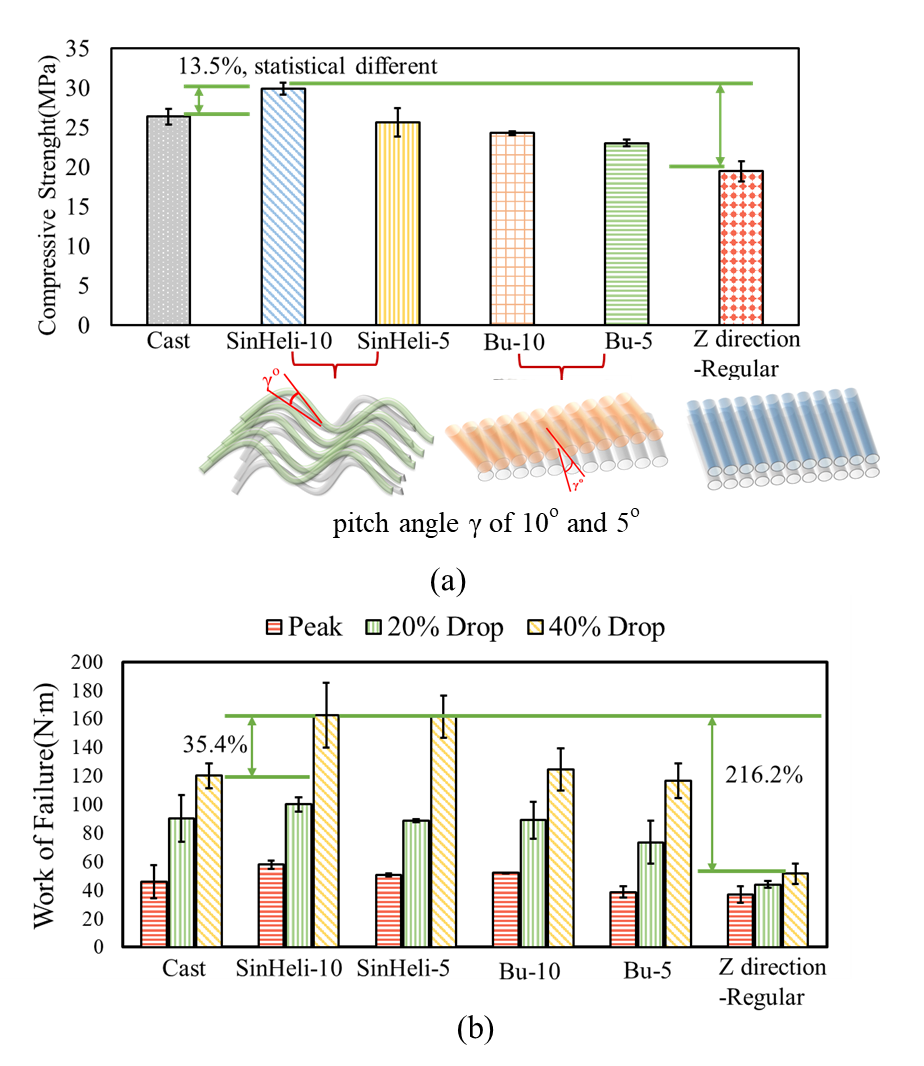 35
30
25
20
15
10
5
0
Compressive Strenght(MPa)
13.5%, statistical different
Cast
SinHeli-10
SinHeli-5
Bu-10
Bu-5
Z direction
-Regular
γ°
γ°
pitch angle γ of 10° and 5°
(a)
Peak
20% Drop
40% Drop
200
180
160
140
120
100
80
60
40
20
0
Work of Failure(N·m)
35.4%
216.2%
Cast
SinHeli-10
SinHeli-5
Bu-10
Bu-5
Z direction
-Regular
(b)